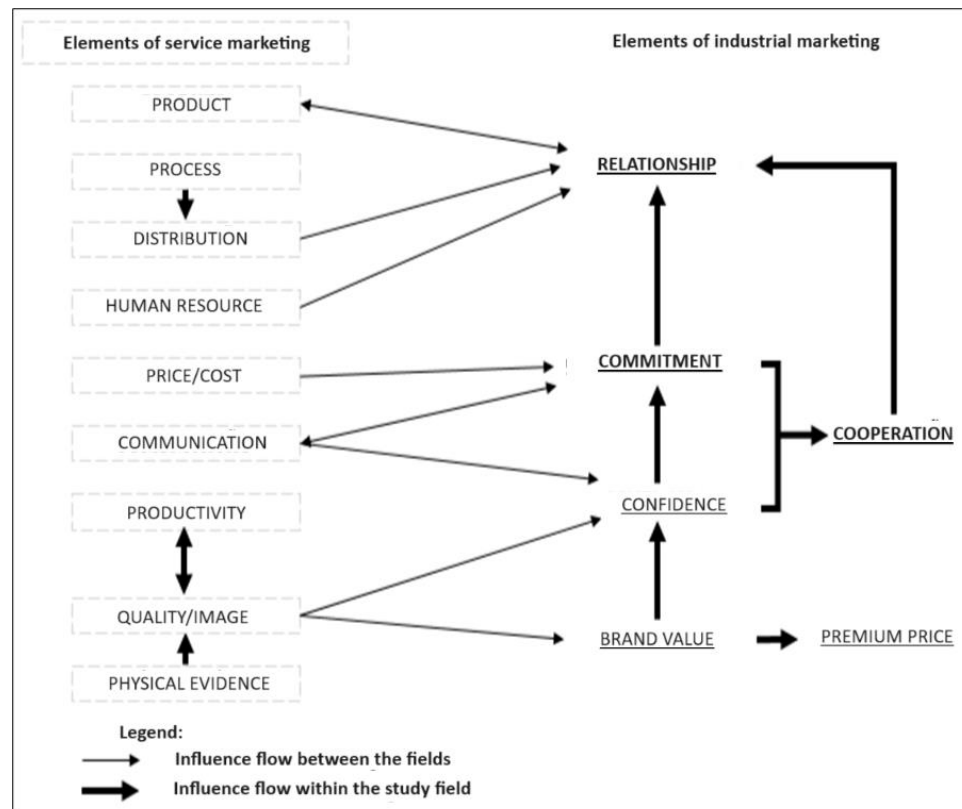 Elements of service marketing
Elements of industrial marketing
PRODUCT
PROCESS
RELATIONSHIP
DISTRIBUTION
HUMAN RESOURCE
PRICE/COST
COMMITMENT
COMMUNICATION
COOPERATION
PRODUCTIVITY
CONFIDENCE
QUALITY/IMAGE
BRAND VALUE
PREMIUM PRICE
PHYSICAL EVIDENCE
Legend:
Influence flow between the fields
Influence flow within the study field